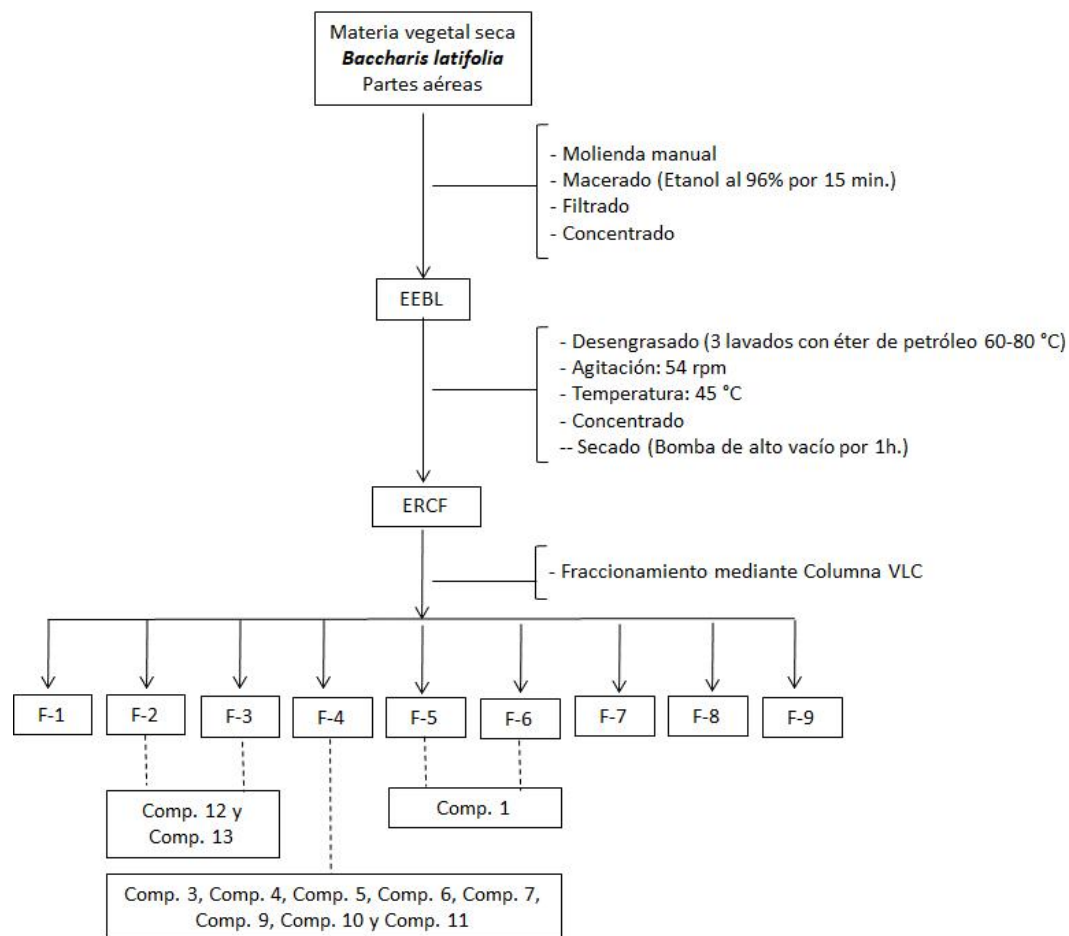 Materia vegetal seca
Baccharis latifolia
Partes aéreas
- Molienda manual
- Macerado (Etanol al 96% por 15 min.)
- Filtrado
- Concentrado
EEBL
- Desengrasado (3 lavados con éter de petróleo 60-80 °C)
- Agitación: 54 rpm
- Temperatura: 45 °C
- Concentrado
-- Secado (Bomba de alto vacío por 1h.)
ERCF
- Fraccionamiento mediante Columna VLC
F-1
F-2
F-3
F-4
F-5
F-6
F-7
F-8
F-9
Comp. 12 y
Comp. 13
Comp. 1
Comp. 3, Comp. 4, Comp. 5, Comp. 6, Comp. 7,
Comp. 9, Comp. 10 y Comp. 11